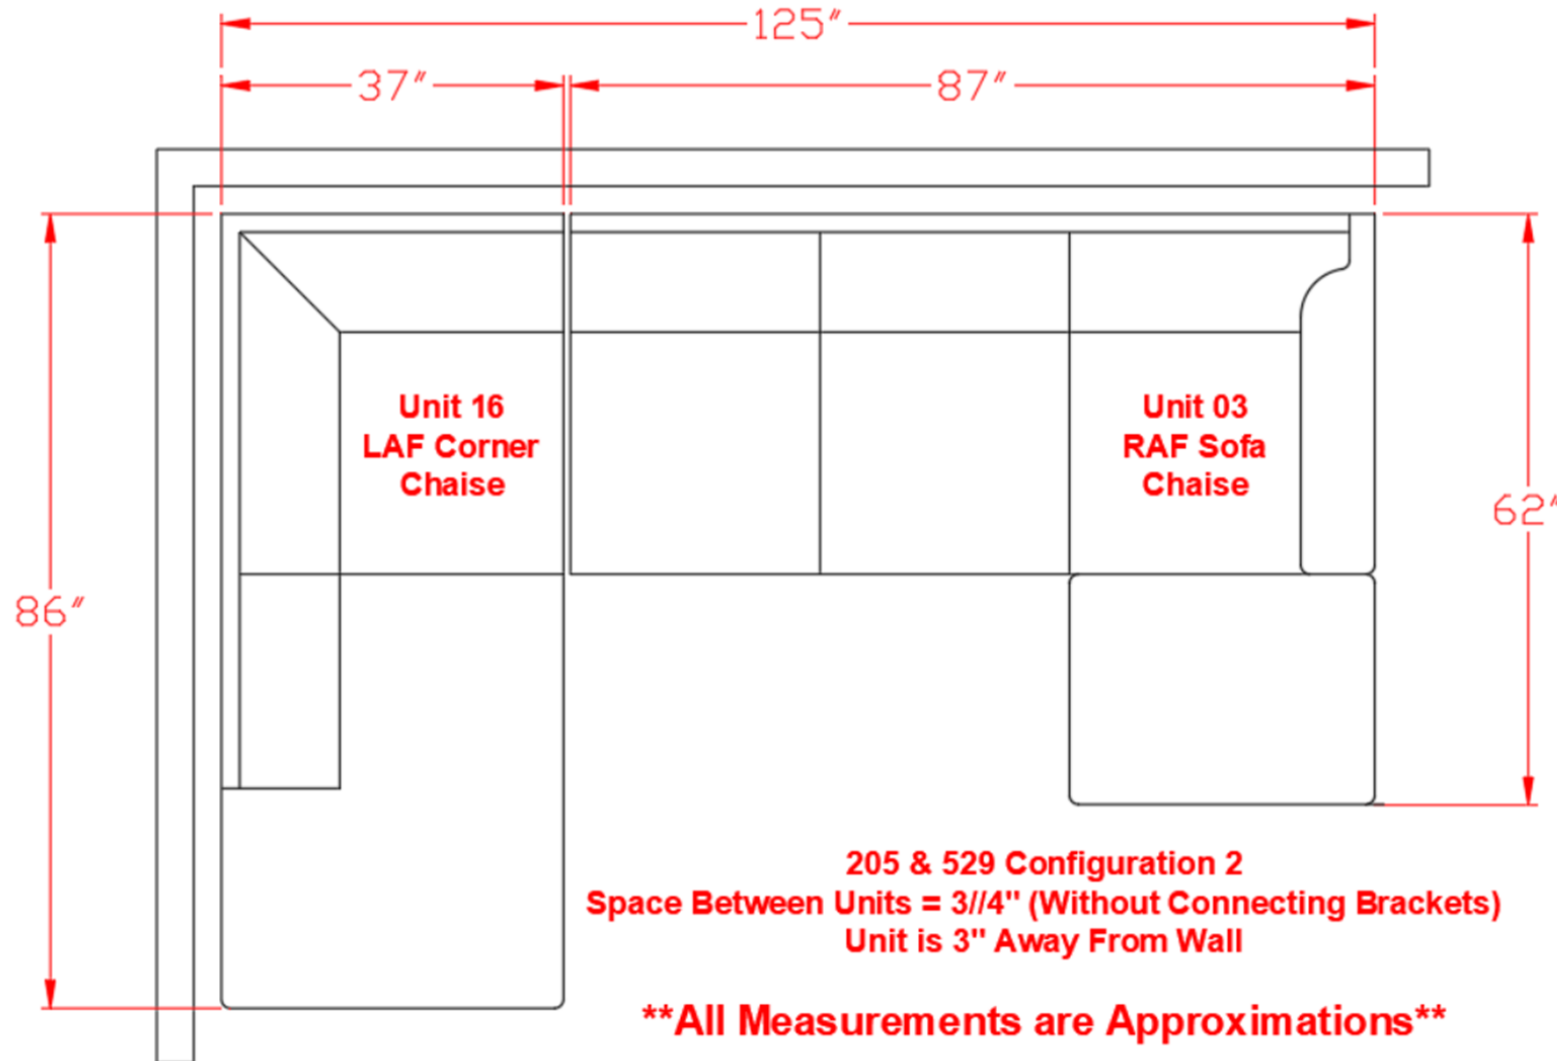 125"
37"
87"
Unit 16
LAF Corner
Chaise
Unit 03
RAF Sofa
Chaise
62"
86"
205 & 529 Configuration 2
Space Between Units = 3//4" (Without Connecting Brackets)
Unit is 3" Away From Wall
**All Measurements are Approximations**